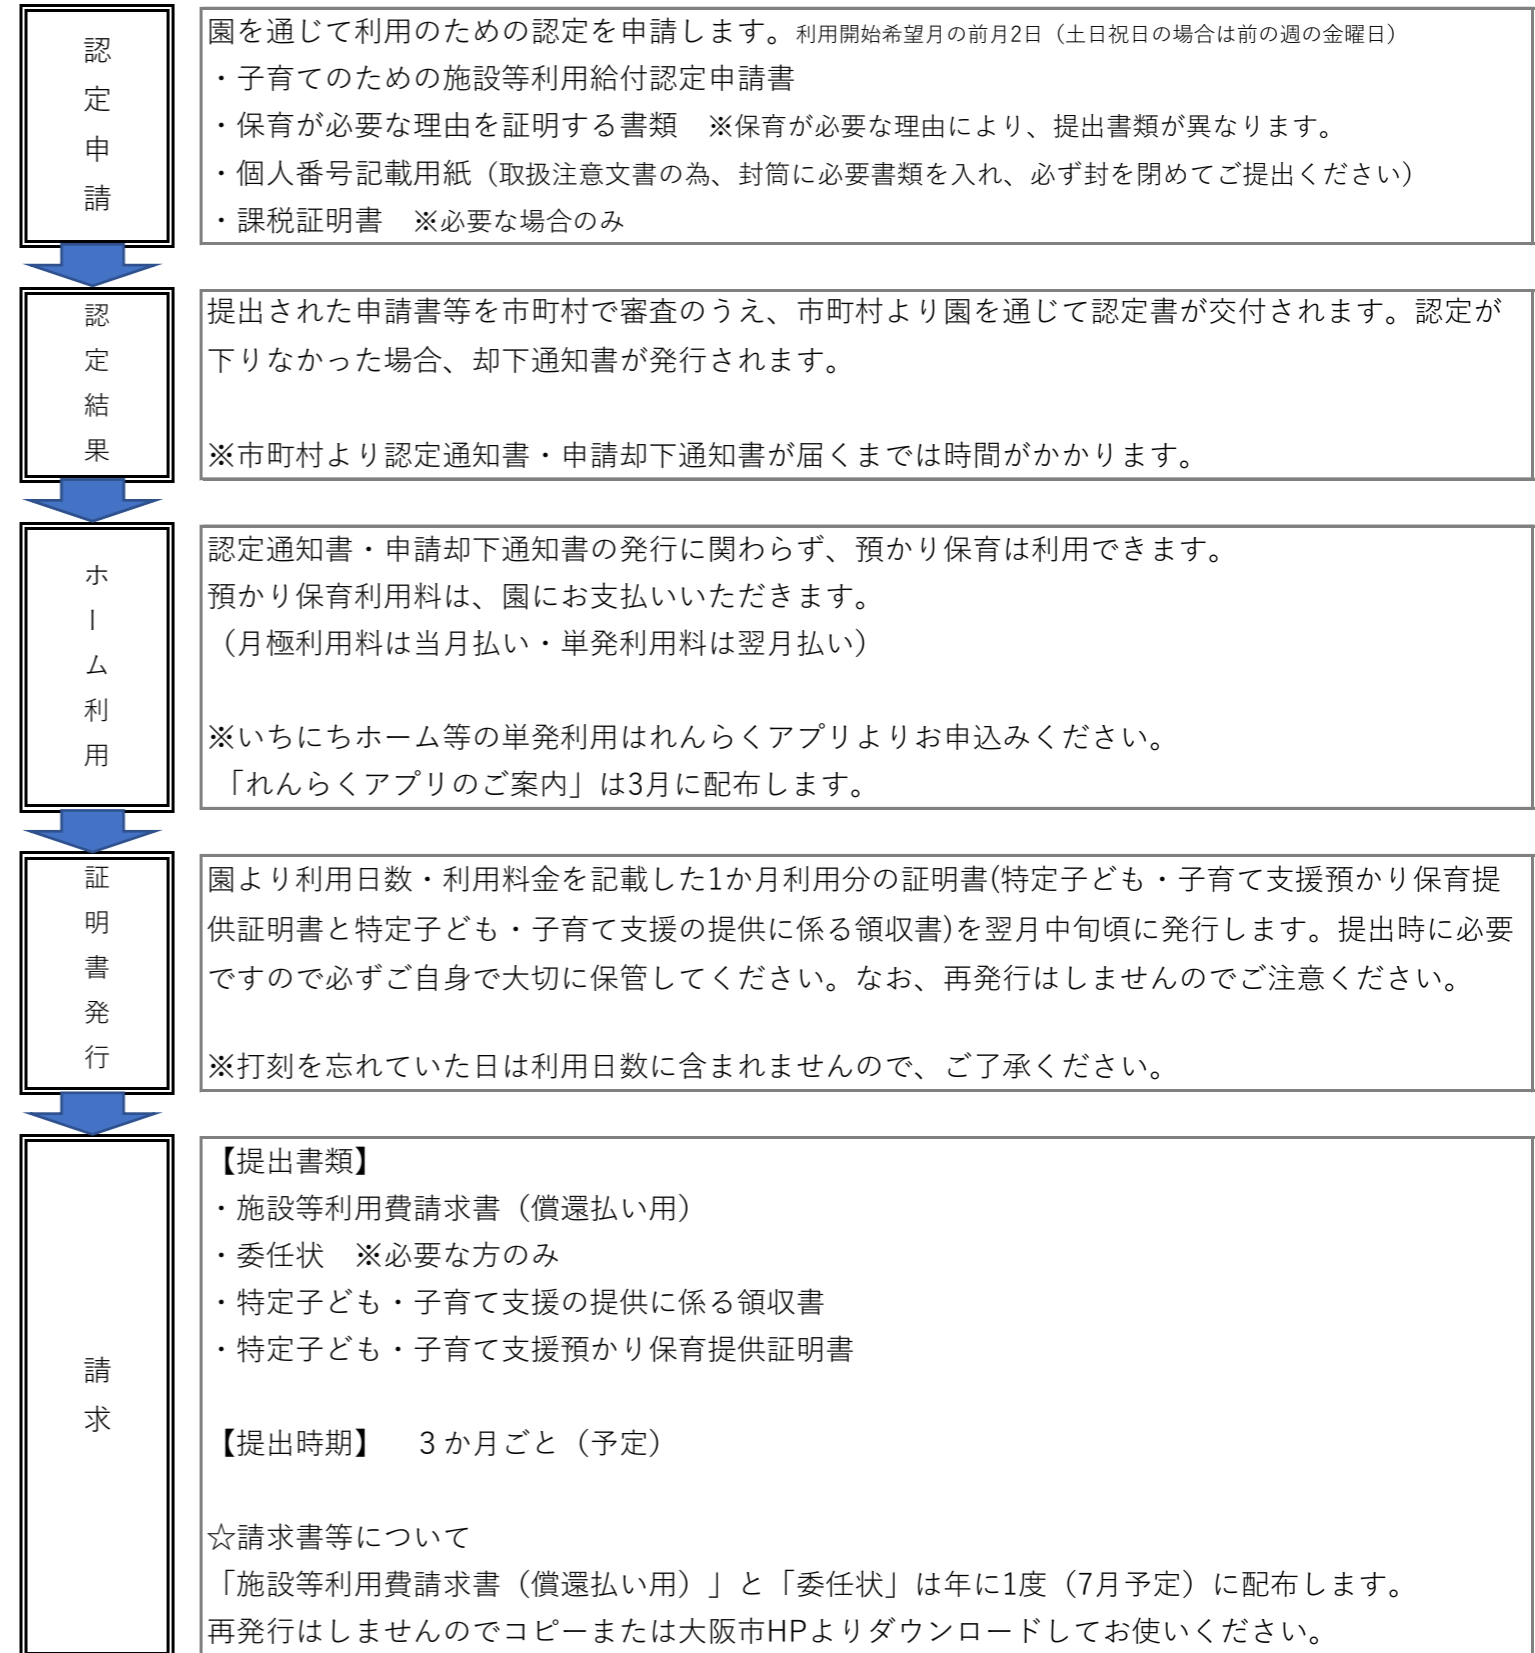 認定申請
園を通じて利用のための認定を申請します。利用開始希望月の前月2日（土日祝日の場合は前の週の金曜日）
・子育てのための施設等利用給付認定申請書
・保育が必要な理由を証明する書類　※保育が必要な理由により、提出書類が異なります。
・個人番号記載用紙（取扱注意文書の為、封筒に必要書類を入れ、必ず封を閉めてご提出ください）
・課税証明書　※必要な場合のみ
認定結果
提出された申請書等を市町村で審査のうえ、市町村より園を通じて認定書が交付されます。認定が
下りなかった場合、却下通知書が発行されます。
※市町村より認定通知書・申請却下通知書が届くまでは時間がかかります。
ホーム利用
認定通知書・申請却下通知書の発行に関わらず、預かり保育は利用できます。
預かり保育利用料は、園にお支払いいただきます。
（月極利用料は当月払い・単発利用料は翌月払い）
※いちにちホーム等の単発利用はれんらくアプリよりお申込みください。
「れんらくアプリのご案内」は3月に配布します。
証明書発行
園より利用日数・利用料金を記載した1か月利用分の証明書(特定子ども・子育て支援預かり保育提
供証明書と特定子ども・子育て支援の提供に係る領収書)を翌月中旬頃に発行します。提出時に必要
ですので必ずご自身で大切に保管してください。なお、再発行はしませんのでご注意ください。
※打刻を忘れていた日は利用日数に含まれませんので、ご了承ください。
請求
【提出書類】
・施設等利用費請求書（償還払い用）
・委任状　※必要な方のみ
・特定子ども・子育て支援の提供に係る領収書
・特定子ども・子育て支援預かり保育提供証明書
【提出時期】　３か月ごと（予定）
☆請求書等について
「施設等利用費請求書（償還払い用）」と「委任状」は年に1度（7月予定）に配布します。
再発行はしませんのでコピーまたは大阪市HPよりダウンロードしてお使いください。